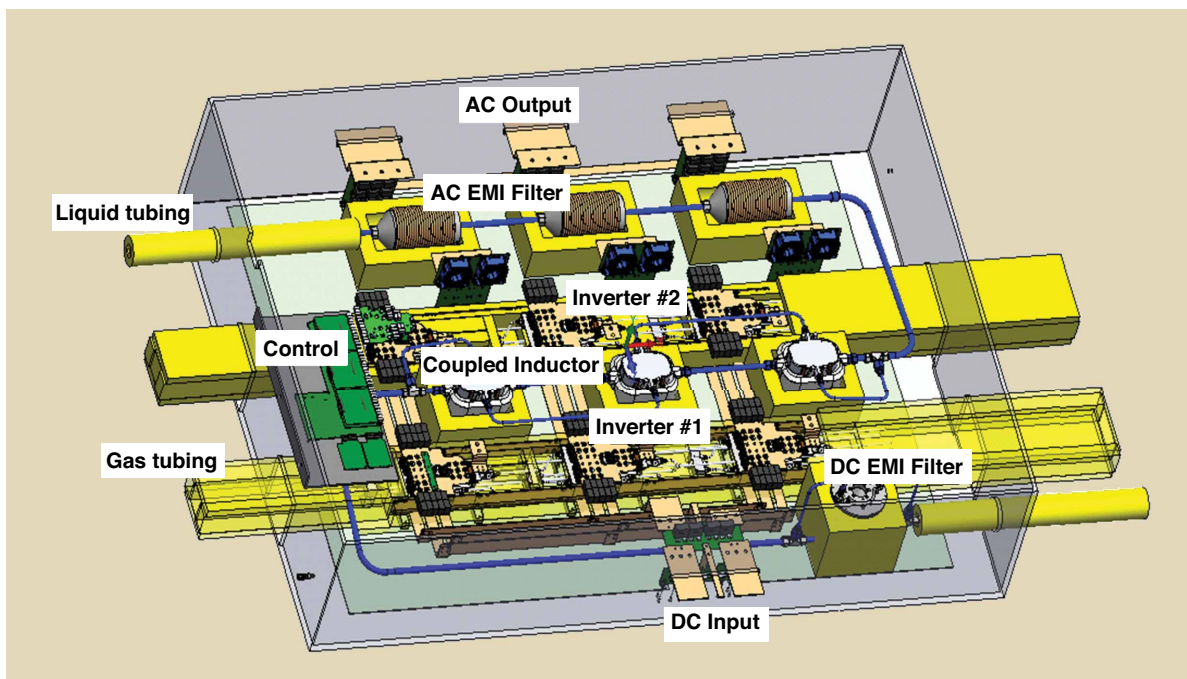 AC Output
AC EMI Filter
Liquid tubing
Inverter #2
Control
Coupled Inductor
Inverter #1
Gas tubing
DC EMI Filter
DC Input